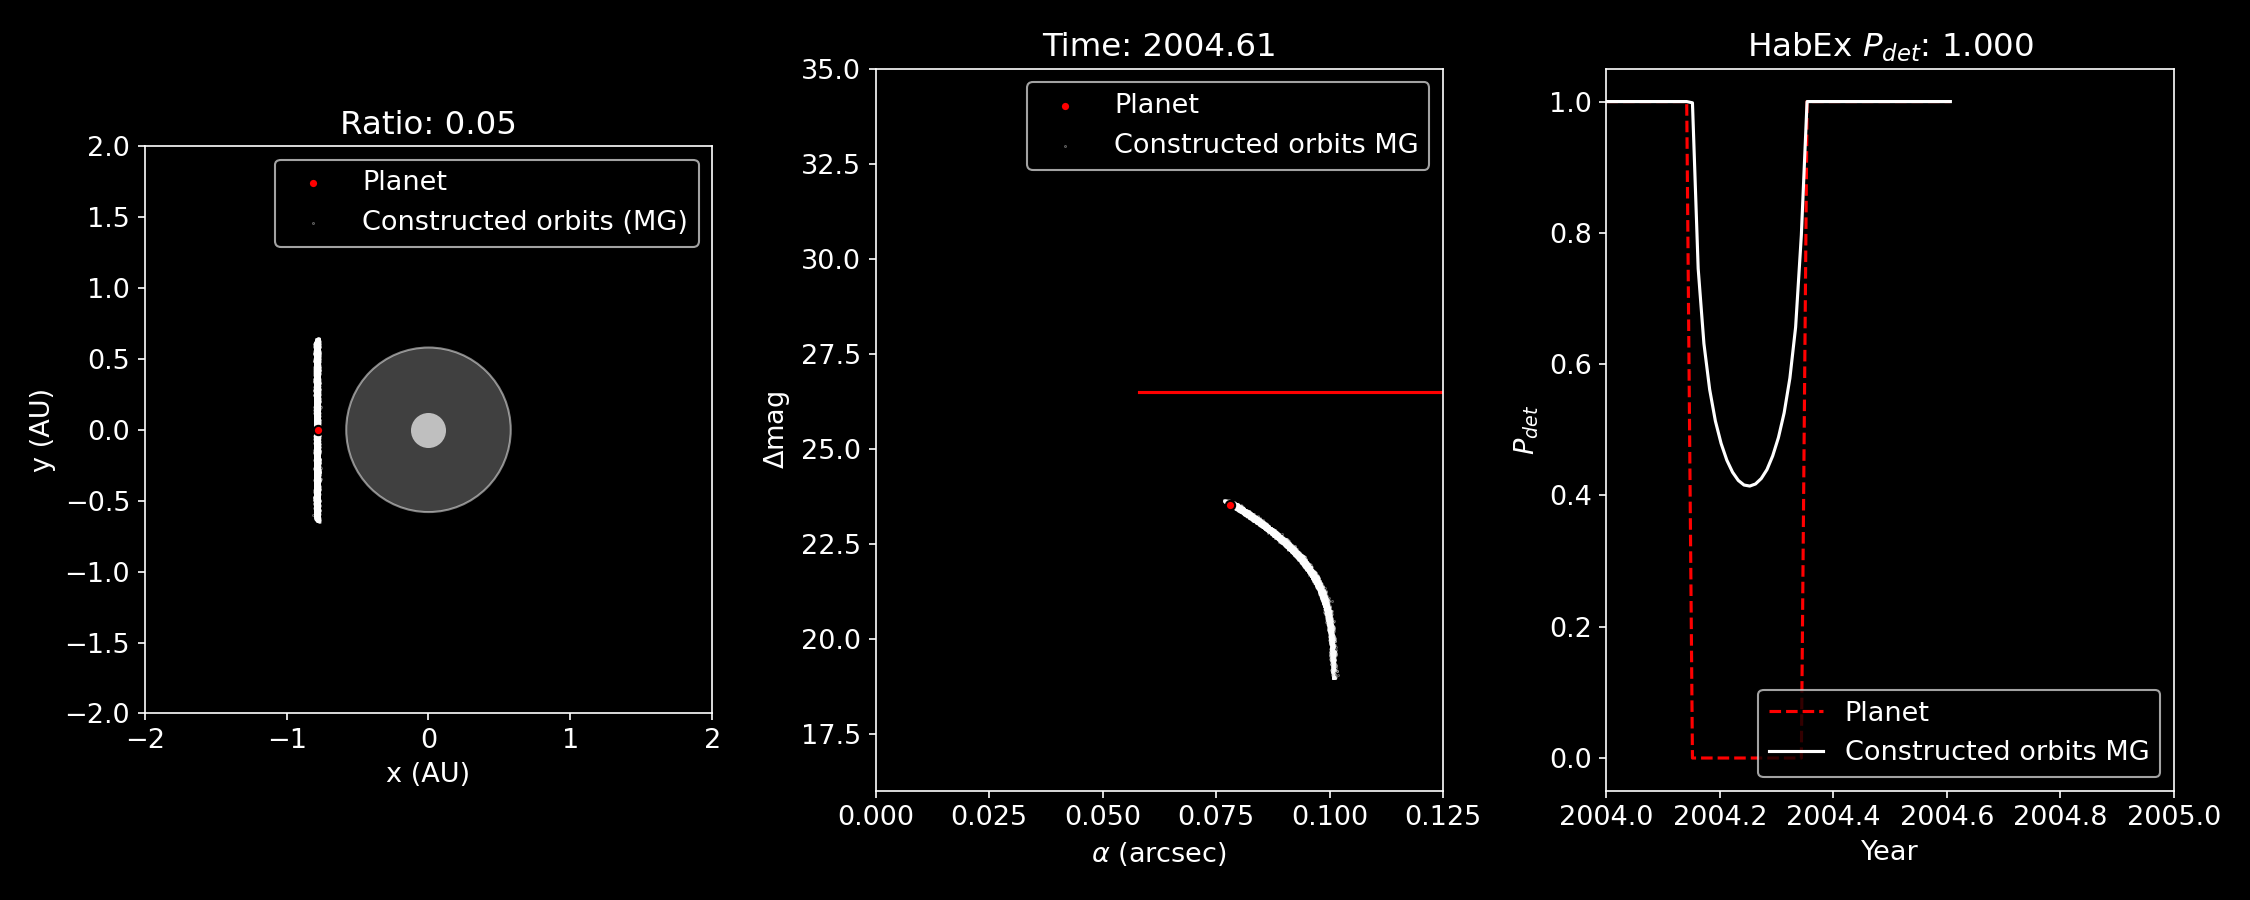 Ratio: 0.05
Planet
Constructed orbits (MG)
2.0
1.5
1.0
0.5
0.0
−0.5
−1.0
−1.5
−2.0
y (AU)
−2 −1 0 1 2
x (AU)
Time: 2004.61
Planet
Constructed orbits MG
35.0
32.5
30.0
27.5
25.0
22.5
20.0
17.5
Δmag
0.000 0.025 0.050 0.075 0.100 0.125
α (arcsec)
HabEx P_det: 1.000
1.0
0.8
0.6
0.4
0.2
0.0
P_det
Planet
Constructed orbits MG
2004.0 2004.2 2004.4 2004.6 2004.8 2005.0
Year